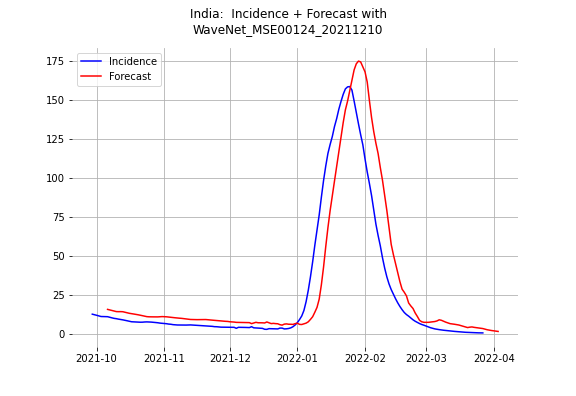 India:  Incidence + Forecast with
WaveNet_MSE00124_20211210
Incidence
Forecast
175
150
125
100
75
50
25
0
2021-10 2021-11 2021-12 2022-01 2022-02 2022-03 2022-04